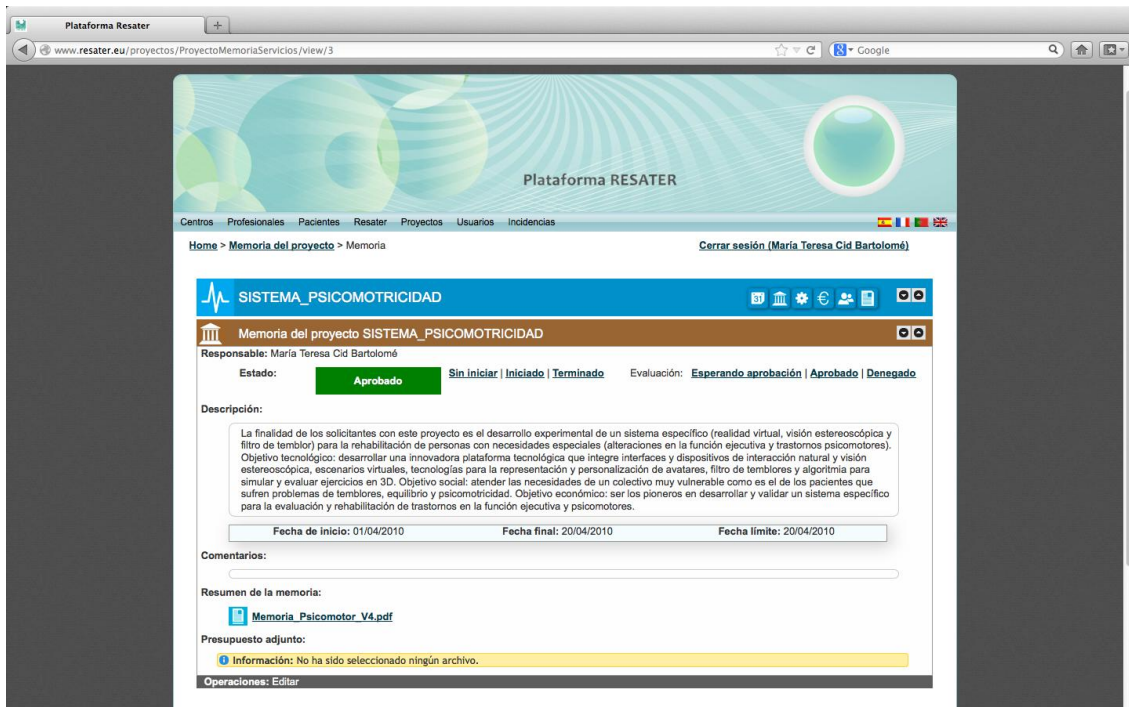 Plataforma Resater
www.resater.eu/proyectos/ProyectoMemoriaServicios/view/3
Google
Plataforma RESATER
Centros Profesionales Pacientes Resater Proyectos Usuarios Incidencias
Home > Memoria del proyecto > Memoria
Cerrar sesión (María Teresa Cid Bartolomé)
SISTEMA_PSICOMOTRICIDAD
31
€
Memoria del proyecto SISTEMA_PSICOMOTRICIDAD
Responsable: María Teresa Cid Bartolomé
Estado: Aprobado Sin iniciar | Iniciado | Terminado Evaluación: Esperando aprobación | Aprobado | Denegado
Descripción:
La finalidad de los solicitantes con este proyecto es el desarrollo experimental de un sistema específico (realidad virtual, visión estereoscópica y
filtro de temblor) para la rehabilitación de personas con necesidades especiales (alteraciones en la función ejecutiva y trastornos psicomotores).
Objetivo tecnológico: desarrollar una innovadora plataforma tecnológica que integre interfaces y dispositivos de interacción natural y visión
estereoscópica, escenarios virtuales, tecnologías para la representación y personalización de avatares, filtro de temblores y algoritmia para
simular y evaluar ejercicios en 3D. Objetivo social: atender las necesidades de un colectivo muy vulnerable como es el de los pacientes que
sufren problemas de temblores, equilibrio y psicomotricidad. Objetivo económico: ser los pioneros en desarrollar y validar un sistema específico
para la evaluación y rehabilitación de trastornos en la función ejecutiva y psicomotores.
Fecha de inicio: 01/04/2010 Fecha final: 20/04/2010 Fecha límite: 20/04/2010
Comentarios:
Resumen de la memoria:
Memoria_Psicomotor_V4.pdf
Presupuesto adjunto:
Información: No ha sido seleccionado ningún archivo.
Operaciones: Editar